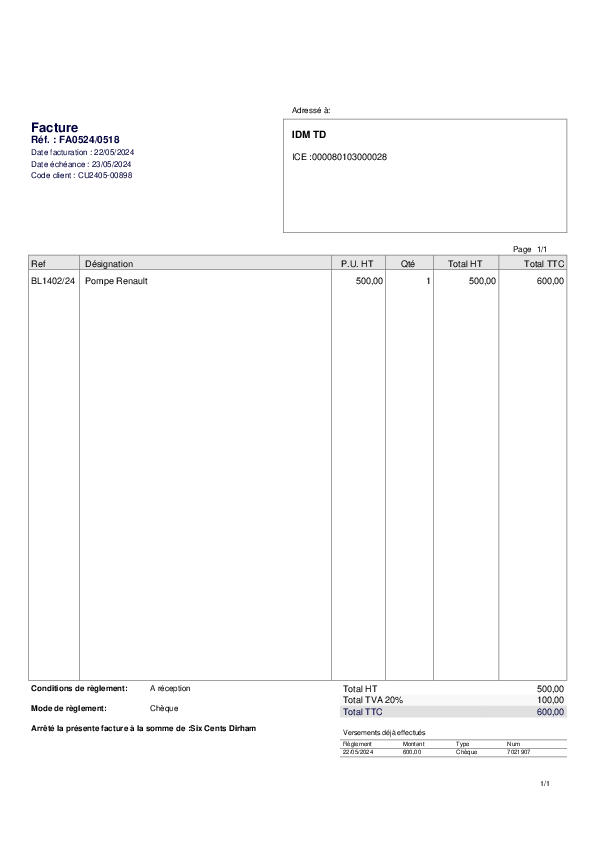 Adressé à:
Facture
Réf. : FA0524/0518
Date facturation : 22/05/2024
Date échéance : 23/05/2024
Code client : CU2405-00898
IDM TD
ICE :000080103000028
Page 1/1
Ref Désignation P.U. HT Qté Total HT Total TTC
BL1402/24 Pompe Renault 500,00 1 500,00 600,00
Conditions de règlement: A réception
Mode de règlement: Chèque
Arrêté la présente facture à la somme de :Six Cents Dirham
Total HT 500,00
Total TVA 20% 100,00
Total TTC 600,00
Versements déjà effectués
Règlement Montant Type Num
22/05/2024 600,00 Chèque 7021907
1/1